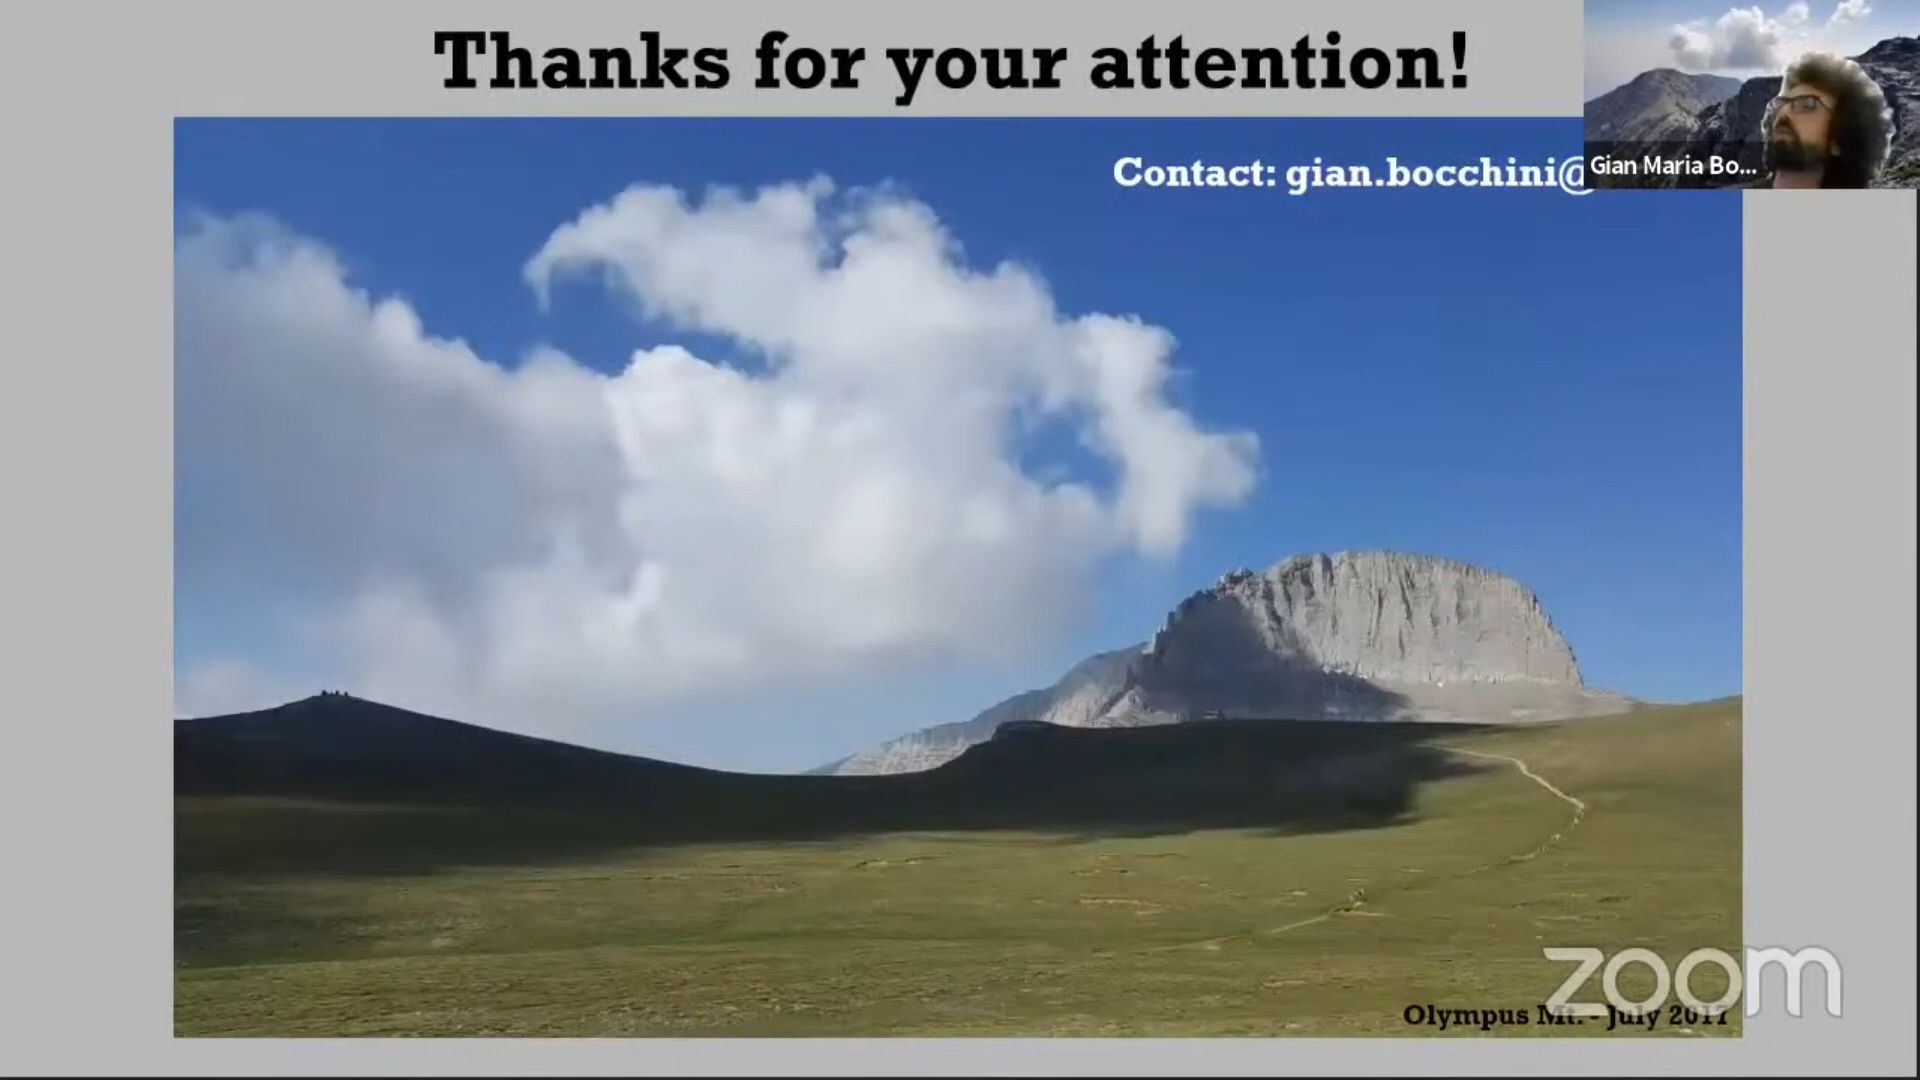 Thanks for your attention!
Contact: gian.bocchini@
Gian Maria Bo...
zoom
Olympus Mt. - July 2017